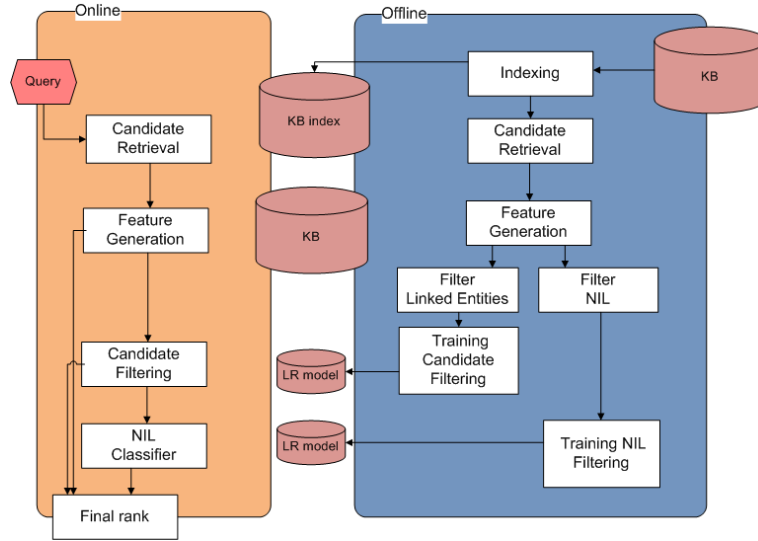 Online
Query
Candidate
Retrieval
Feature
Generation
Candidate
Filtering
NIL
Classifier
Final rank
KB index
KB
LR model
LR model
Offline
Indexing
KB
Candidate
Retrieval
Feature
Generation
Filter
Linked Entities
Filter
NIL
Training
Candidate
Filtering
Training NIL
Filtering